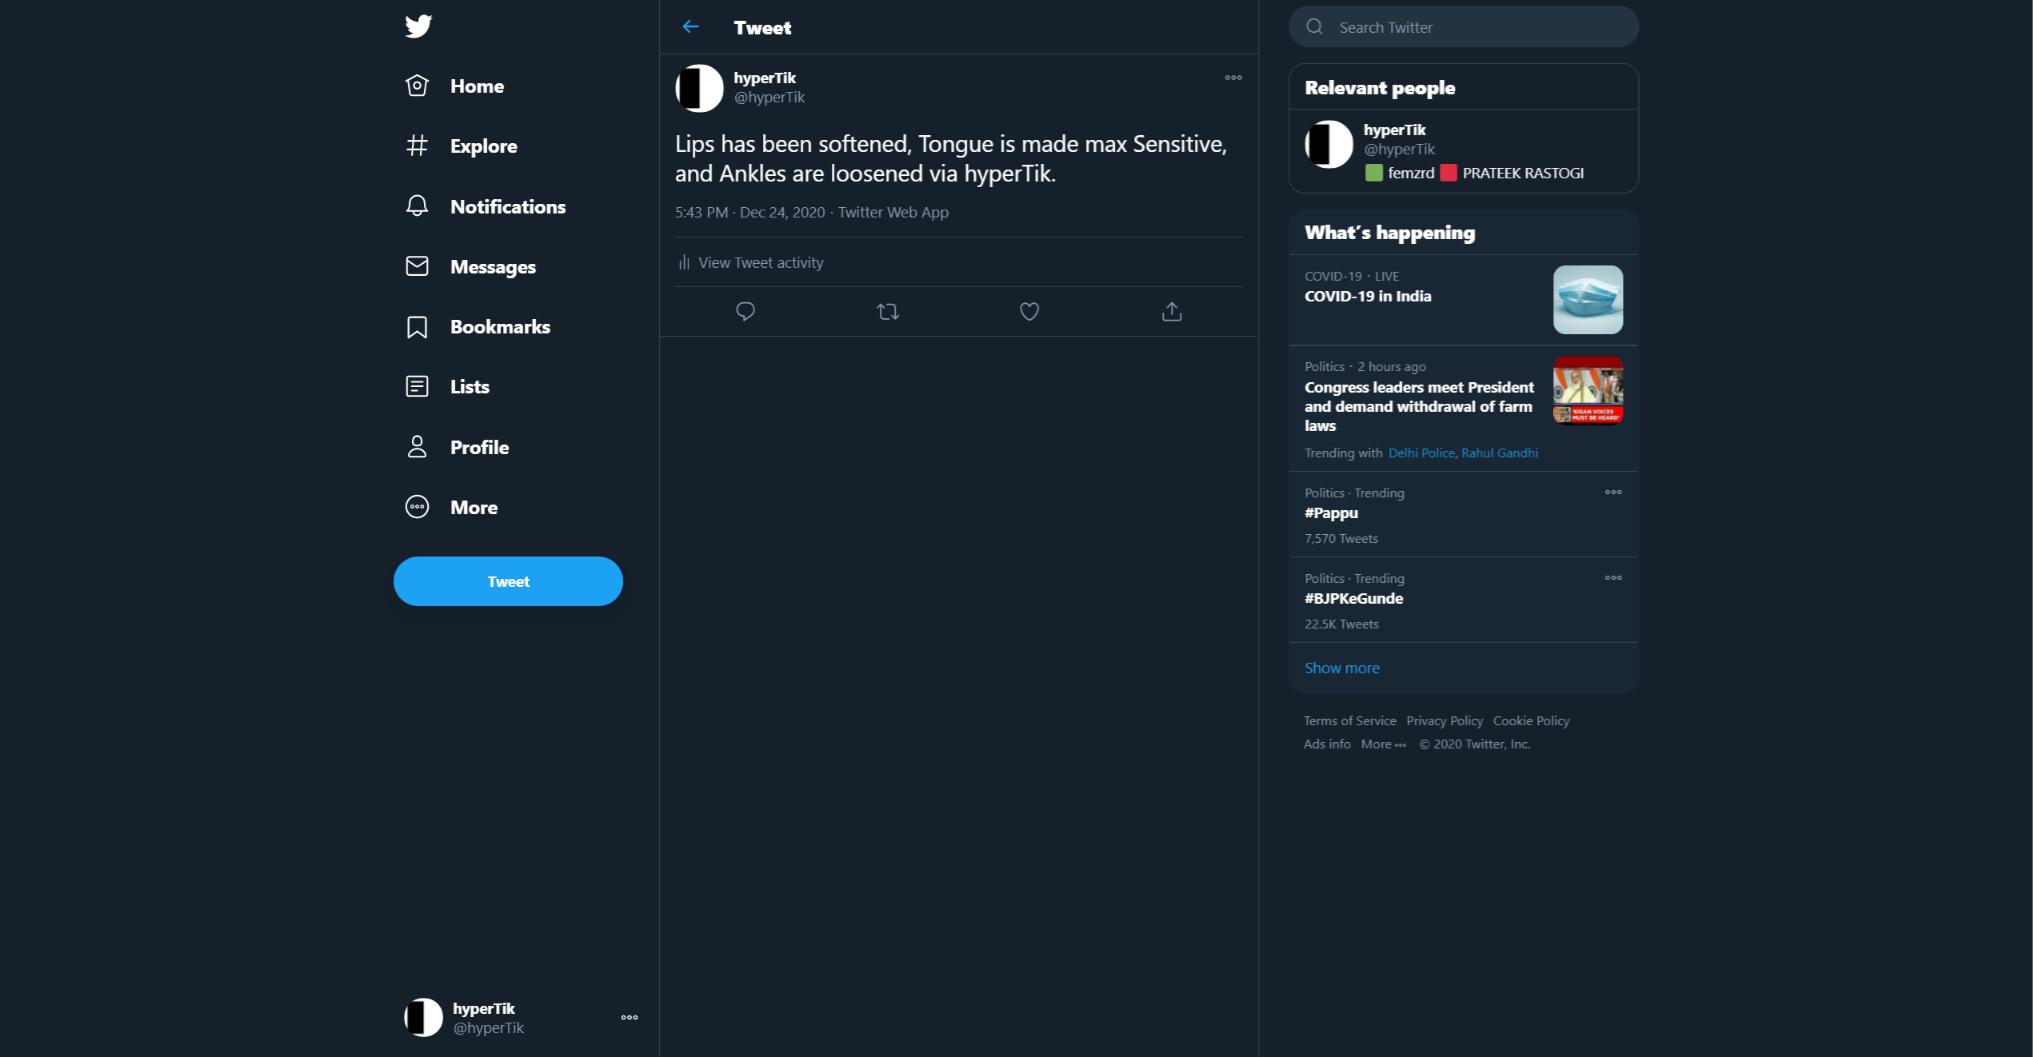 Home
Explore
Notifications
Messages
Bookmarks
Lists
Profile
More
Tweet
hyperTik
@hyperTik
Tweet
hyperTik
@hyperTik
Lips has been softened, Tongue is made max Sensitive,
and Ankles are loosened via hyperTik.
5:43 PM · Dec 24, 2020 · Twitter Web App
View Tweet activity
Search Twitter
Relevant people
hyperTik
@hyperTik
🟩 femzrd 🟥 PRATEEK RASTOGI
What's happening
COVID-19 · LIVE
COVID-19 in India
Politics · 2 hours ago
Congress leaders meet President
and demand withdrawal of farm
laws
"KISAN VOICES
MUST BE HEARD"
Trending with Delhi Police, Rahul Gandhi
Politics · Trending
#Pappu
7,570 Tweets
Politics · Trending
#BJPKeGunde
22.5K Tweets
Show more
Terms of Service Privacy Policy Cookie Policy
Ads info More © 2020 Twitter, Inc.